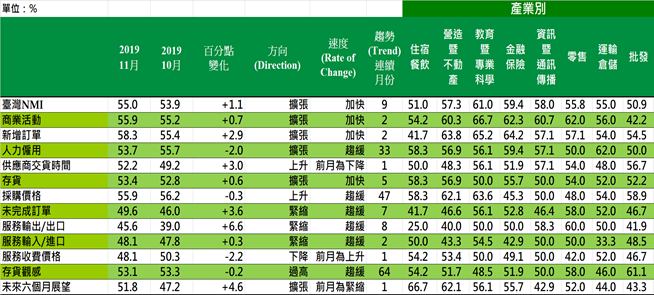 單位：%
產業別
2019 11月 2019 10月 百分點變化 方向 (Direction) 速度 (Rate of Change) 趨勢 (Trend) 連續月份 住宿餐飲 營造暨不動產 教育暨專業科學 金融保險 資訊暨通訊傳播 零售 運輸倉儲 批發
臺灣NMI 55.0 53.9 +1.1 擴張 加快 9 51.0 57.3 61.0 59.4 58.0 55.8 55.0 50.9
商業活動 55.9 55.2 +0.7 擴張 加快 2 54.2 60.3 66.7 62.3 60.7 62.0 56.0 42.2
新增訂單 58.3 55.4 +2.9 擴張 加快 2 41.7 63.8 65.2 64.2 57.1 57.1 54.0 54.5
人力僱用 53.7 55.7 -2.0 擴張 趨緩 33 58.3 56.9 56.1 59.4 57.1 50.0 62.0 50.0
供應商交貨時間 52.2 49.2 +3.0 上升 前月為下降 1 50.0 48.3 56.1 51.9 57.1 54.0 48.0 56.7
存貨 53.4 52.8 +0.6 擴張 加快 5 58.3 56.9 50.0 55.7 50.0 54.0 52.0 52.2
採購價格 55.9 56.2 -0.3 上升 趨緩 47 58.3 62.1 63.6 45.3 50.0 48.0 54.0 58.9
未完成訂單 49.6 46.0 +3.6 緊縮 趨緩 7 41.7 46.6 56.1 52.8 46.4 58.0 52.0 46.7
服務輸出/出口 45.6 39.0 +6.6 緊縮 趨緩 8 25.0 40.0 50.0 50.0 58.3 60.0 50.0 41.9
服務輸入/進口 48.1 47.8 +0.3 緊縮 趨緩 2 50.0 43.3 54.5 42.9 50.0 50.0 33.3 48.5
服務收費價格 48.1 50.3 -2.2 下降 前月為上升 1 54.2 53.4 50.0 49.1 50.0 42.0 52.0 46.7
存貨觀感 53.1 53.3 -0.2 過高 趨緩 64 54.2 51.7 48.5 51.9 50.0 58.0 46.0 61.1
未來六個月展望 51.8 47.2 +4.6 擴張 前月為緊縮 1 66.7 62.1 56.1 55.7 42.9 52.0 44.0 43.3